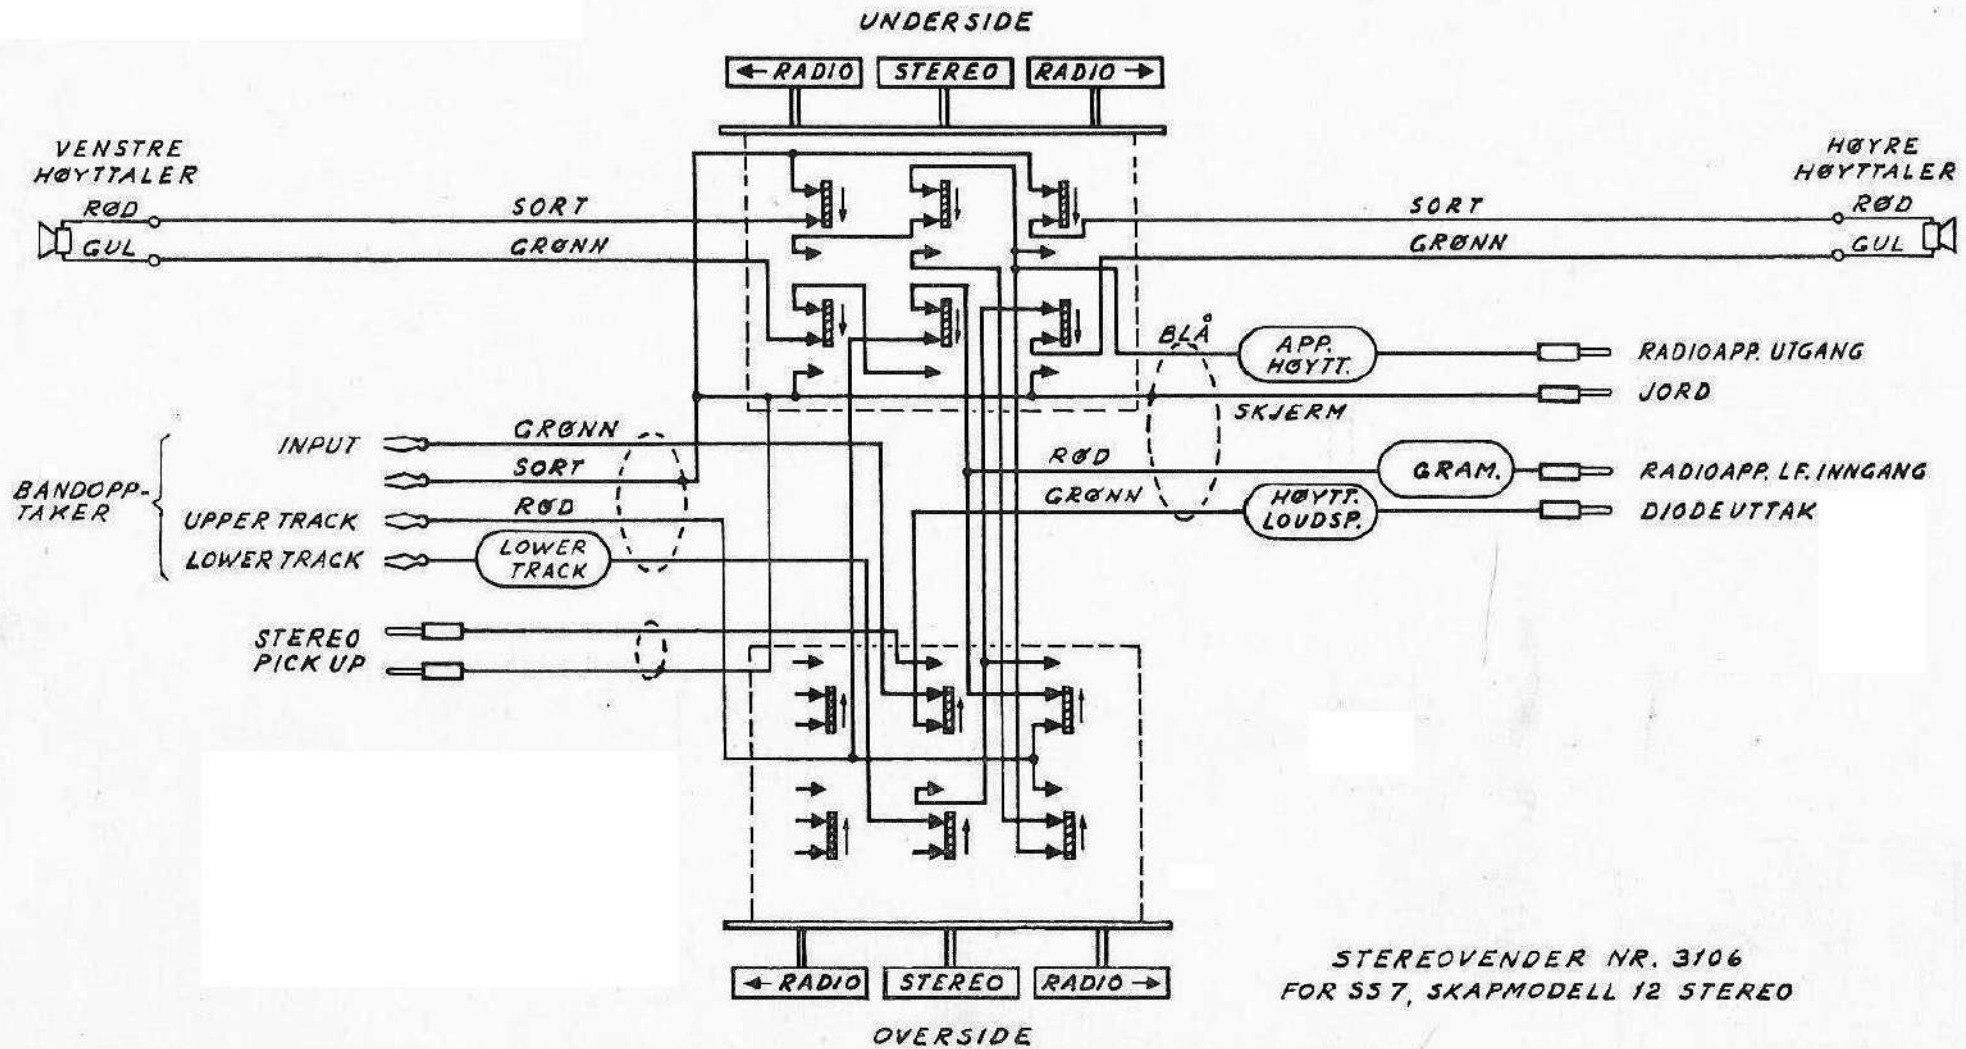 UNDERSIDE
← RADIO
STEREO
RADIO →
VENSTRE
HØYTTALER
RØD
GUL
SORT
GRØNN
HØYRE
HØYTTALER
SORT
GRØNN
RØD
GUL
BLÅ
APP.
HØYTT.
RADIOAPP. UTGANG
SKJERM
JORD
BANDOPP-
TAKER
INPUT
GRØNN
SORT
UPPER TRACK
RØD
LOWER TRACK
LOWER
TRACK
RØD
GRAM.
RADIOAPP. LF. INNGANG
GRØNN
HØYTT.
LOUDSP.
DIODEUTTAK
STEREO
PICK UP
← RADIO
STEREO
RADIO →
OVERSIDE
STEREOVENDER NR. 3106
FOR SS 7, SKAPMODELL 12 STEREO